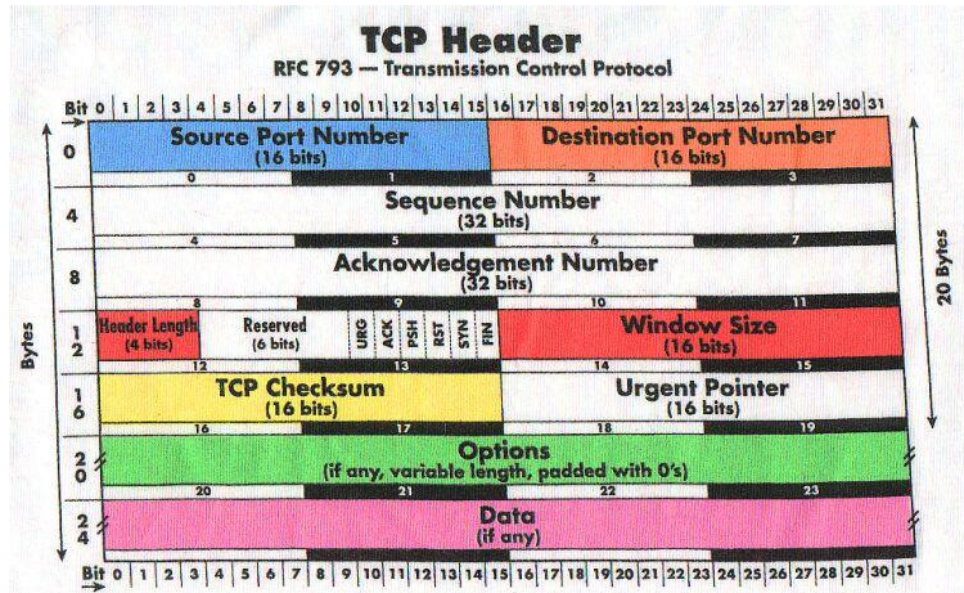 TCP Header
RFC 793 — Transmission Control Protocol
Bit 0 1 2 3 4 5 6 7 8 9 10 11 12 13 14 15 16 17 18 19 20 21 22 23 24 25 26 27 28 29 30 31
0 Source Port Number Destination Port Number
(16 bits) (16 bits)
0 1 2 3
4 Sequence Number
(32 bits)
4 5 6 7
8 Acknowledgement Number
(32 bits)
8 9 10 11
12 Header Length Reserved URG ACK PSH RST SYN FIN Window Size
(4 bits) (6 bits) (16 bits)
12 13 14 15
16 TCP Checksum Urgent Pointer
(16 bits) (16 bits)
16 17 18 19
20 Options
(if any, variable length, padded with 0's)
20 21 22 23
24 Data
(if any)
Bit 0 1 2 3 4 5 6 7 8 9 10 11 12 13 14 15 16 17 18 19 20 21 22 23 24 25 26 27 28 29 30 31
Bytes
20 Bytes